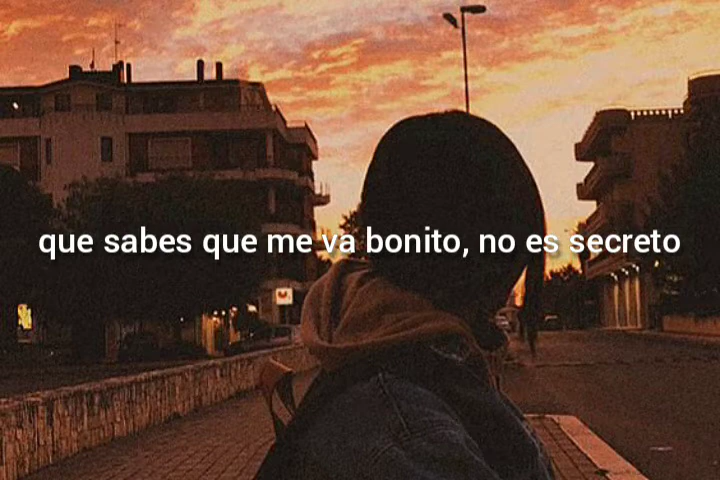 que sabes que me va bonito, no es secreto